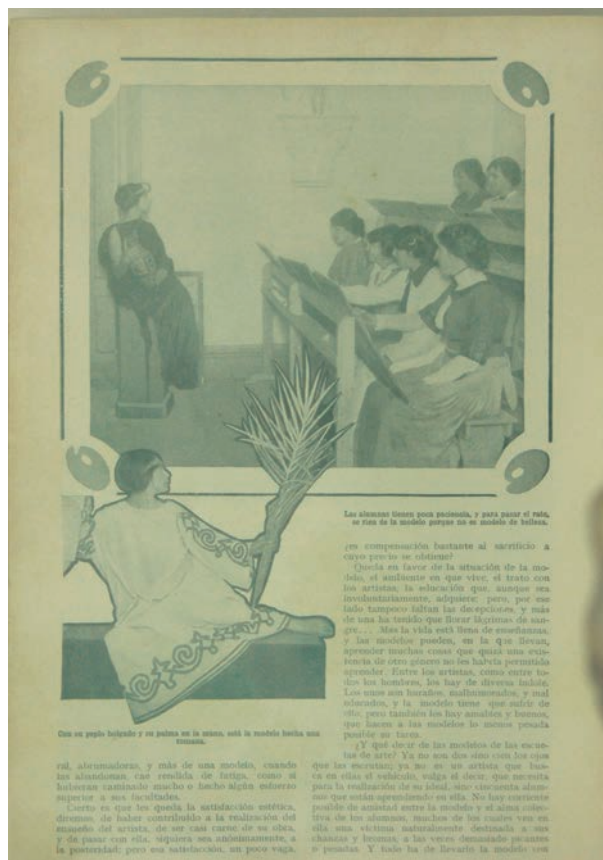 Las alumnas tienen poca paciencia, y para pasar el rato,
se ríen de la modelo porque no es modelo de belleza.
Con su peplo holgado y su palma en la mano, está la modelo hecha una
romana.
ral, abrumadoras, y más de una modelo, cuando
las abandonan, cae rendida de fatiga, como si
hubieran caminado mucho o hecho algún esfuerzo
superior a sus facultades.
Cierto es que les queda la satisfacción estética,
diremos, de haber contribuído a la realización del
ensueño del artista, de ser casi carne de su obra,
y de pasar con ella, siquiera sea anónimamente, a
la posteridad; pero esa satisfacción, un poco vaga,
¿es compensación bastante al sacrificio a
cuyo precio se obtiene?
Queda en favor de la situación de la mo-
delo, el ambiente en que vive, el trato con
los artistas, la educación que, aunque sea
involuntariamente, adquiere; pero, por ese
lado tampoco faltan las decepciones, y más
de una ha tenido que llorar lágrimas de san-
gre.... Más la vida está llena de enseñanzas,
y las modelos pueden, en la que llevan,
aprender muchas cosas que quizá una exis-
tencia de otro género no les habría permitido
aprender. Entre los artistas, como entre to-
dos los hombres, los hay de diversa índole.
Los unos son huraños, malhumorados, y mal
educados, y la modelo tiene que sufrir de
ello; pero también los hay amables y buenos,
que hacen a las modelos lo menos pesada
posible su tarea.
¿Y qué decir de las modelos de las escue-
las de arte? Ya no son dos sino cien los ojos
que las escrutan; ya no es un artista que bus-
ca en ellas el vehículo, valga el decir, que necesita
para la realización de su ideal, sino cincuenta alum-
nos que están aprendiendo en ella. No hay corriente
posible de amistad entre la modelo y el alma colec-
tiva de los alumnos, muchos de los cuales ven en
ella una víctima naturalmente destinada a sus
chanzas y bromas, a las veces demasiado picantes
o pesadas. Y todo ha de llevarlo la modelo con